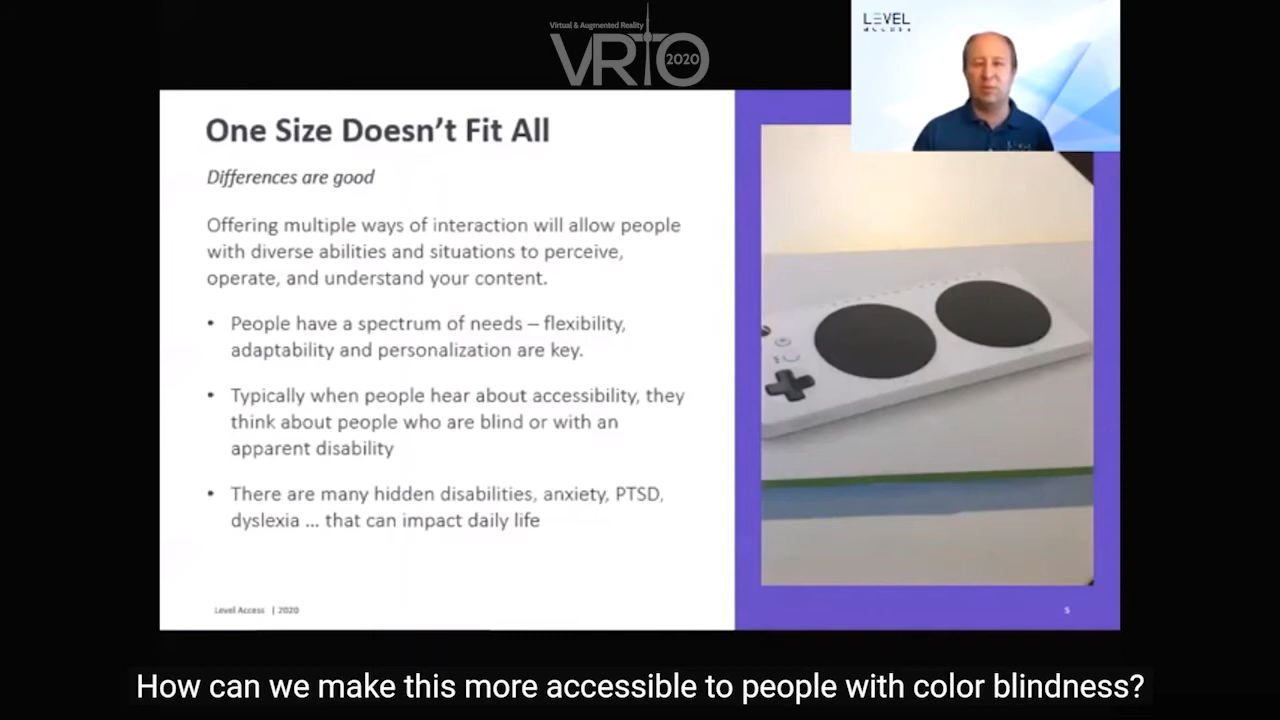 Virtual & Augmented Reality
VRTO
2020
LEVEL
One Size Doesn't Fit All
Differences are good
Offering multiple ways of interaction will allow people
with diverse abilities and situations to perceive,
operate, and understand your content.
• People have a spectrum of needs – flexibility,
adaptability and personalization are key.
• Typically when people hear about accessibility, they
think about people who are blind or with an
apparent disability
• There are many hidden disabilities, anxiety, PTSD,
dyslexia ... that can impact daily life
Level Access | 2020
5
How can we make this more accessible to people with color blindness?